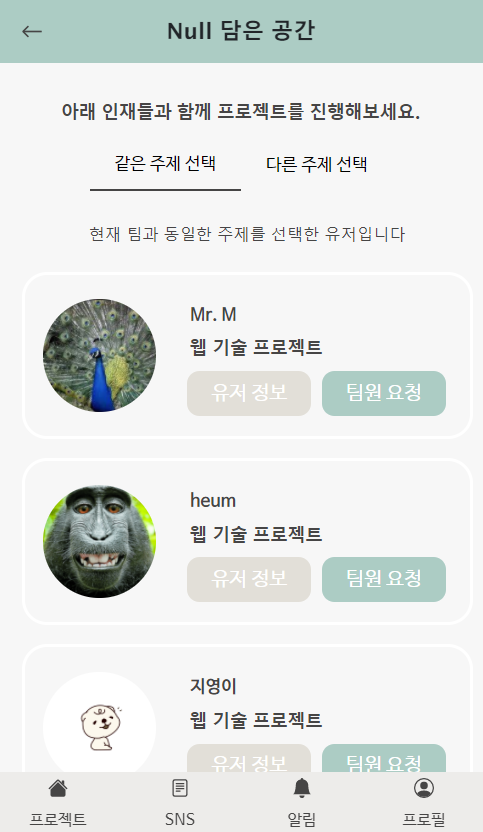 Null 담은 공간
아래 인재들과 함께 프로젝트를 진행해보세요.
같은 주제 선택 다른 주제 선택
현재 팀과 동일한 주제를 선택한 유저입니다
Mr. M
웹 기술 프로젝트
유저 정보 팀원 요청
heum
웹 기술 프로젝트
유저 정보 팀원 요청
지영이
웹 기술 프로젝트
유저 정보 팀원 요청
프로젝트 SNS 알림 프로필